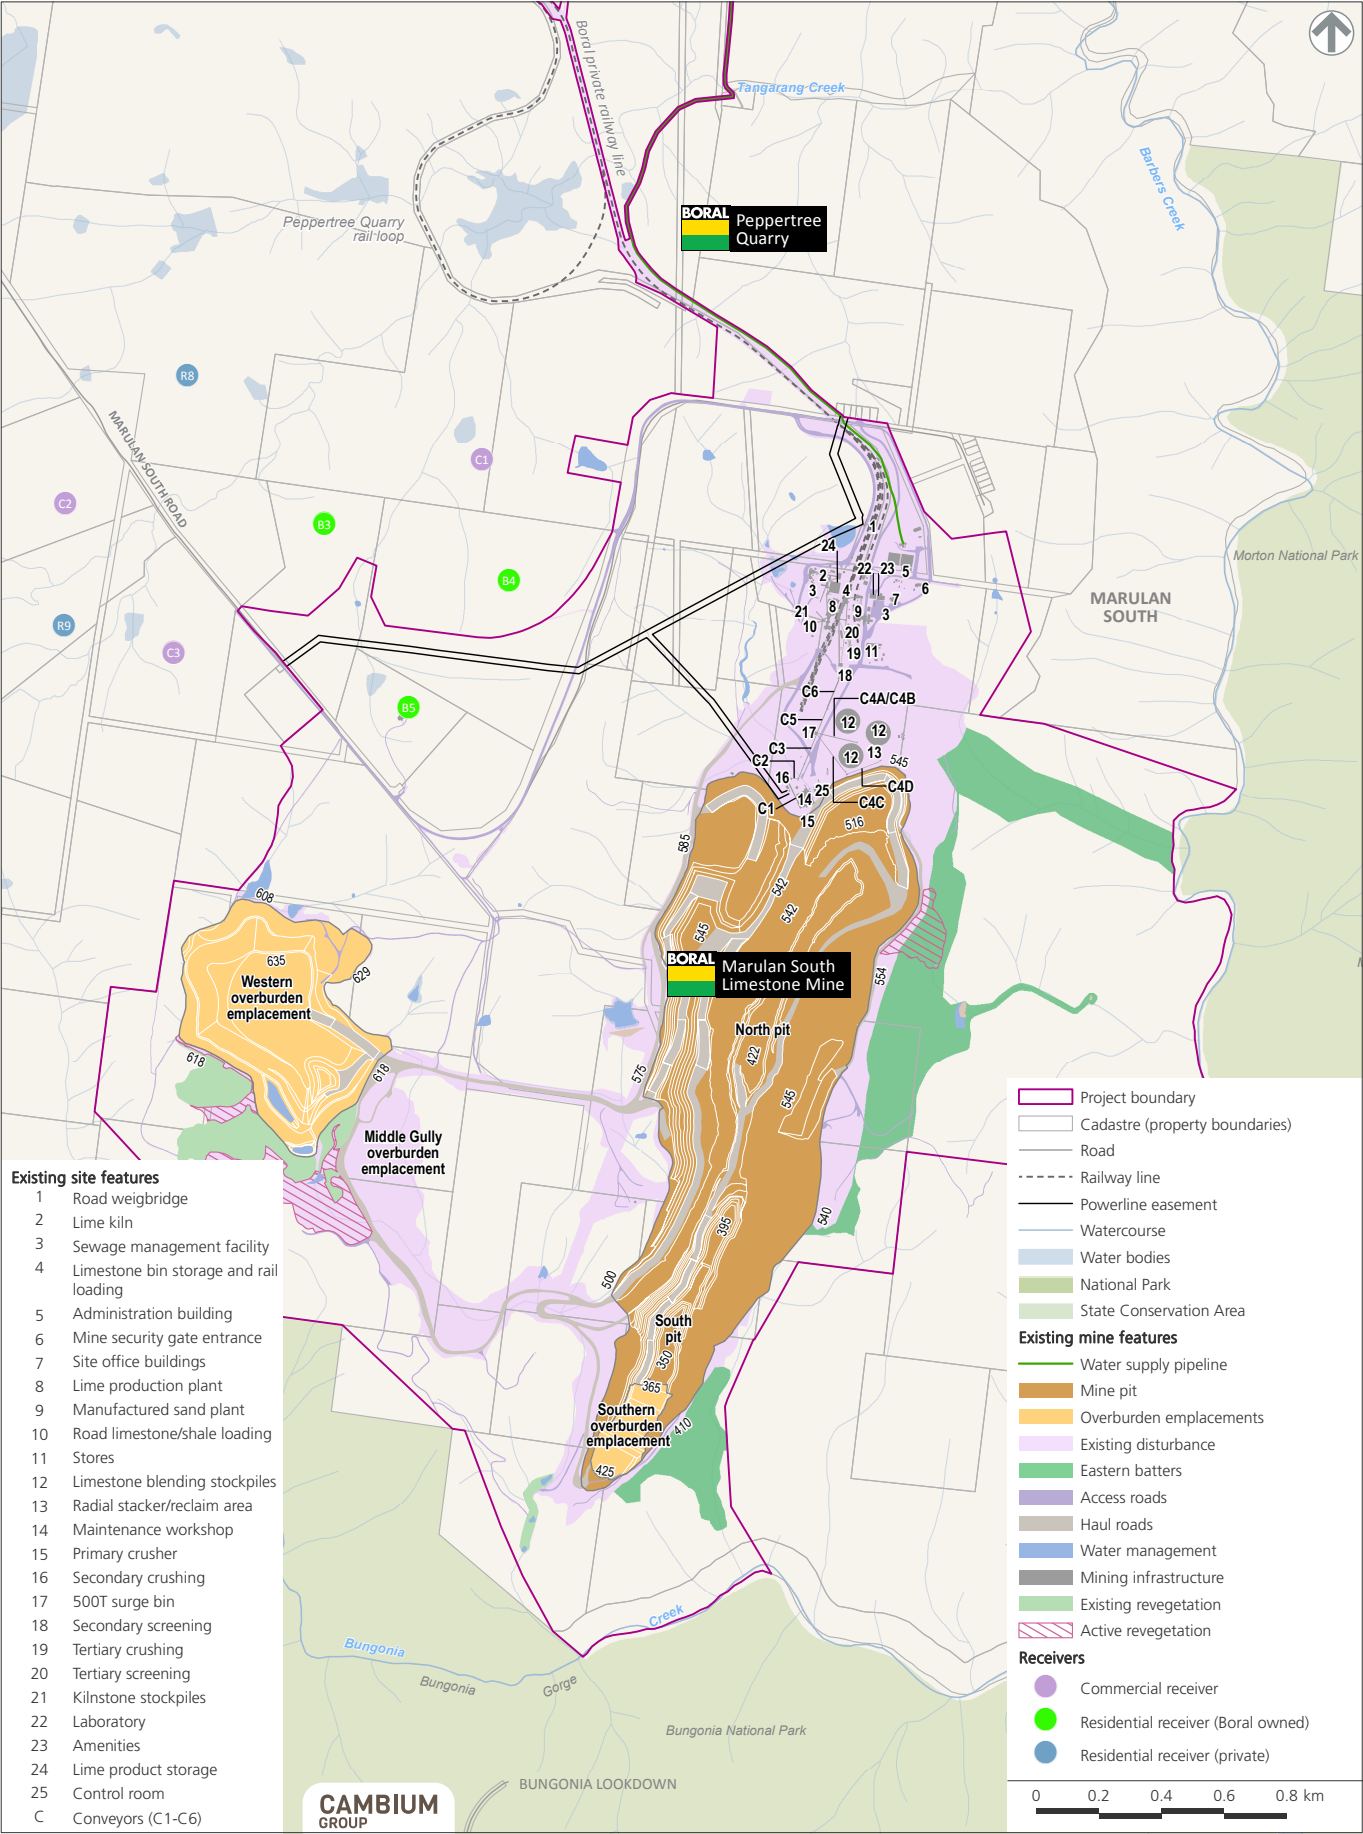 Boral private railway line
Tangarang Creek
Barbers Creek
BORAL
Peppertree
Quarry
Peppertree Quarry
rail loop
R8
MARULAN SOUTH ROAD
C1
C2
B3
B4
R9
C3
B5
Morton National Park
MARULAN
SOUTH
1
24
22
23
5
2
3
4
6
7
8
9
3
21
10
20
19
11
18
C6
C4A/C4B
C5
12
12
17
C3
13
12
545
C2
16
C4D
25
14
C1
C4C
15
516
585
542
542
608
545
BORAL
Marulan South
Limestone Mine
635
629
Western
overburden
emplacement
554
North pit
422
618
618
575
545
Middle Gully
overburden
emplacement
395
540
500
South
pit
350
365
Southern
overburden
emplacement
410
425
Creek
Bungonia
Bungonia
Gorge
Bungonia National Park
BUNGONIA LOOKDOWN
CAMBIUM
GROUP
Existing site features
1 Road weigbridge
2 Lime kiln
3 Sewage management facility
4 Limestone bin storage and rail
loading
5 Administration building
6 Mine security gate entrance
7 Site office buildings
8 Lime production plant
9 Manufactured sand plant
10 Road limestone/shale loading
11 Stores
12 Limestone blending stockpiles
13 Radial stacker/reclaim area
14 Maintenance workshop
15 Primary crusher
16 Secondary crushing
17 500T surge bin
18 Secondary screening
19 Tertiary crushing
20 Tertiary screening
21 Kilnstone stockpiles
22 Laboratory
23 Amenities
24 Lime product storage
25 Control room
C Conveyors (C1-C6)
Project boundary
Cadastre (property boundaries)
Road
Railway line
Powerline easement
Watercourse
Water bodies
National Park
State Conservation Area
Existing mine features
Water supply pipeline
Mine pit
Overburden emplacements
Existing disturbance
Eastern batters
Access roads
Haul roads
Water management
Mining infrastructure
Existing revegetation
Active revegetation
Receivers
Commercial receiver
Residential receiver (Boral owned)
Residential receiver (private)
0 0.2 0.4 0.6 0.8 km